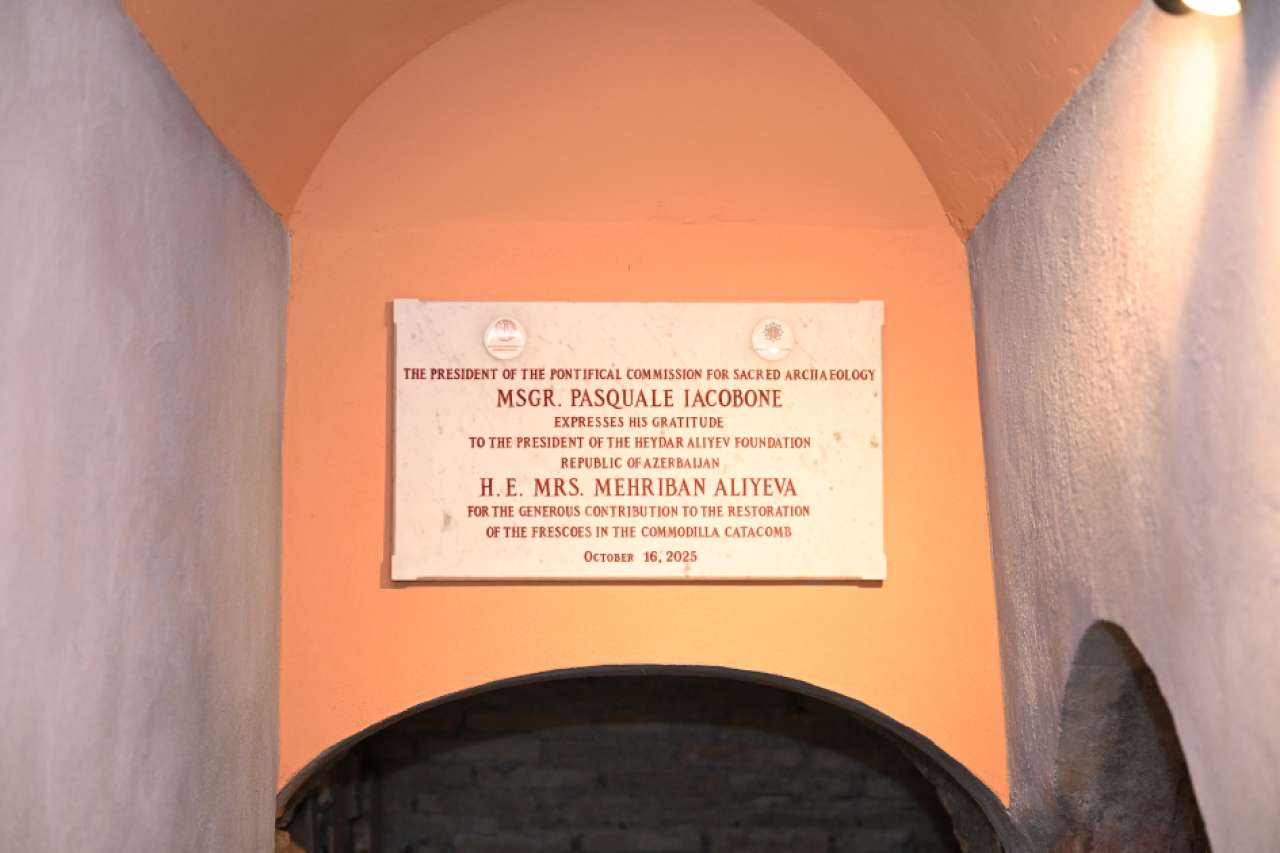 THE PRESIDENT OF THE PONTIFICAL COMMISSION FOR SACRED ARCHAEOLOGY
MSGR. PASQUALE IACOBONE
EXPRESSES HIS GRATITUDE
TO THE PRESIDENT OF THE HEYDAR ALIYEV FOUNDATION
REPUBLIC OF AZERBAIJAN
H. E. MRS. MEHRIBAN ALIYEVA
FOR THE GENEROUS CONTRIBUTION TO THE RESTORATION
OF THE FRESCOES IN THE COMMODILLA CATACOMB
OCTOBER 16, 2025